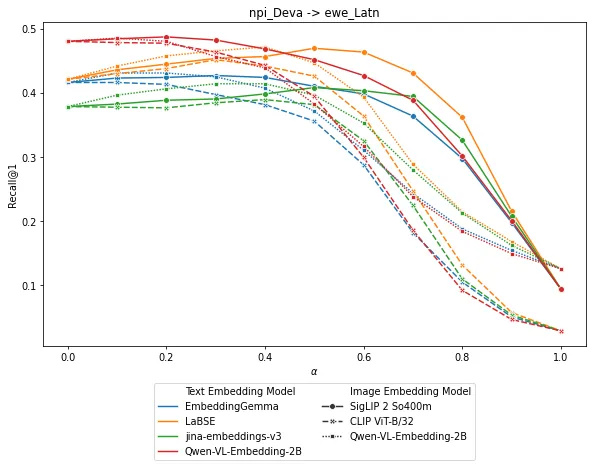 npi_Deva -> ewe_Latn
0.5
0.4
0.3
0.2
0.1
Recall@1
0.0 0.2 0.4 0.6 0.8 1.0
α
Text Embedding Model
EmbeddingGemma
LaBSE
jina-embeddings-v3
Qwen-VL-Embedding-2B
Image Embedding Model
SigLIP 2 So400m
CLIP ViT-B/32
Qwen-VL-Embedding-2B